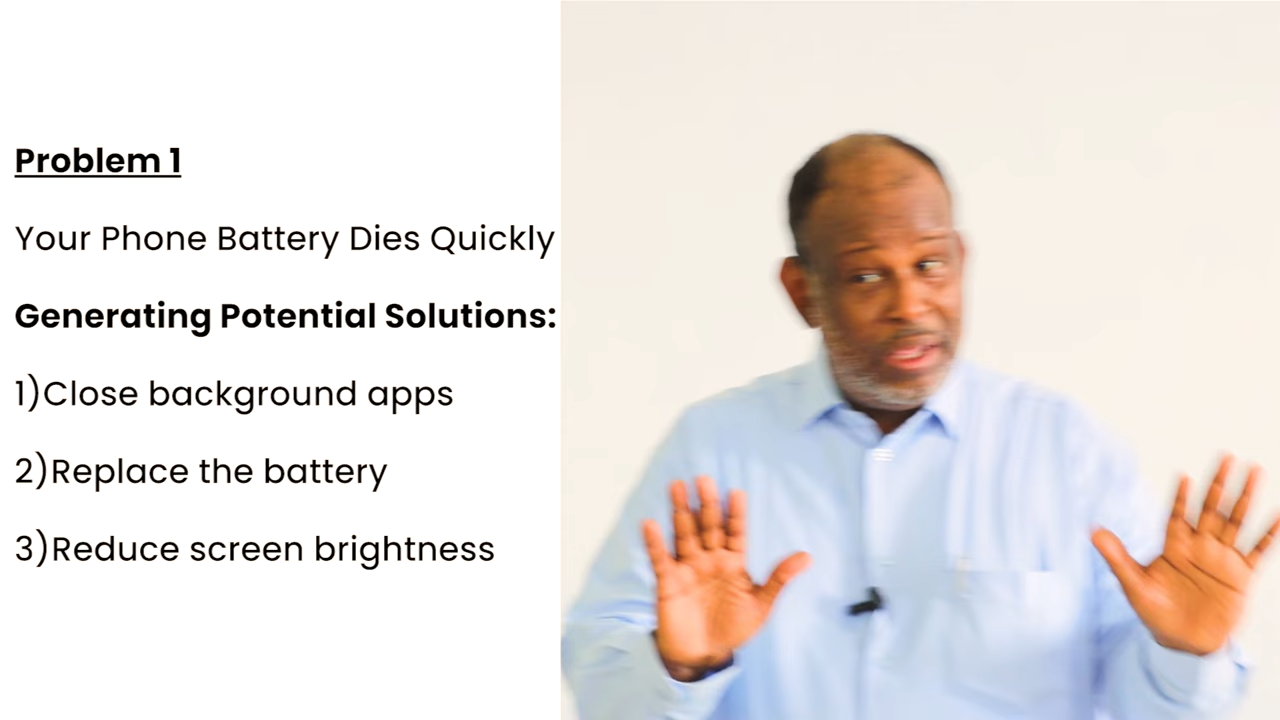 Problem 1
Your Phone Battery Dies Quickly
Generating Potential Solutions:
1)Close background apps
2)Replace the battery
3)Reduce screen brightness